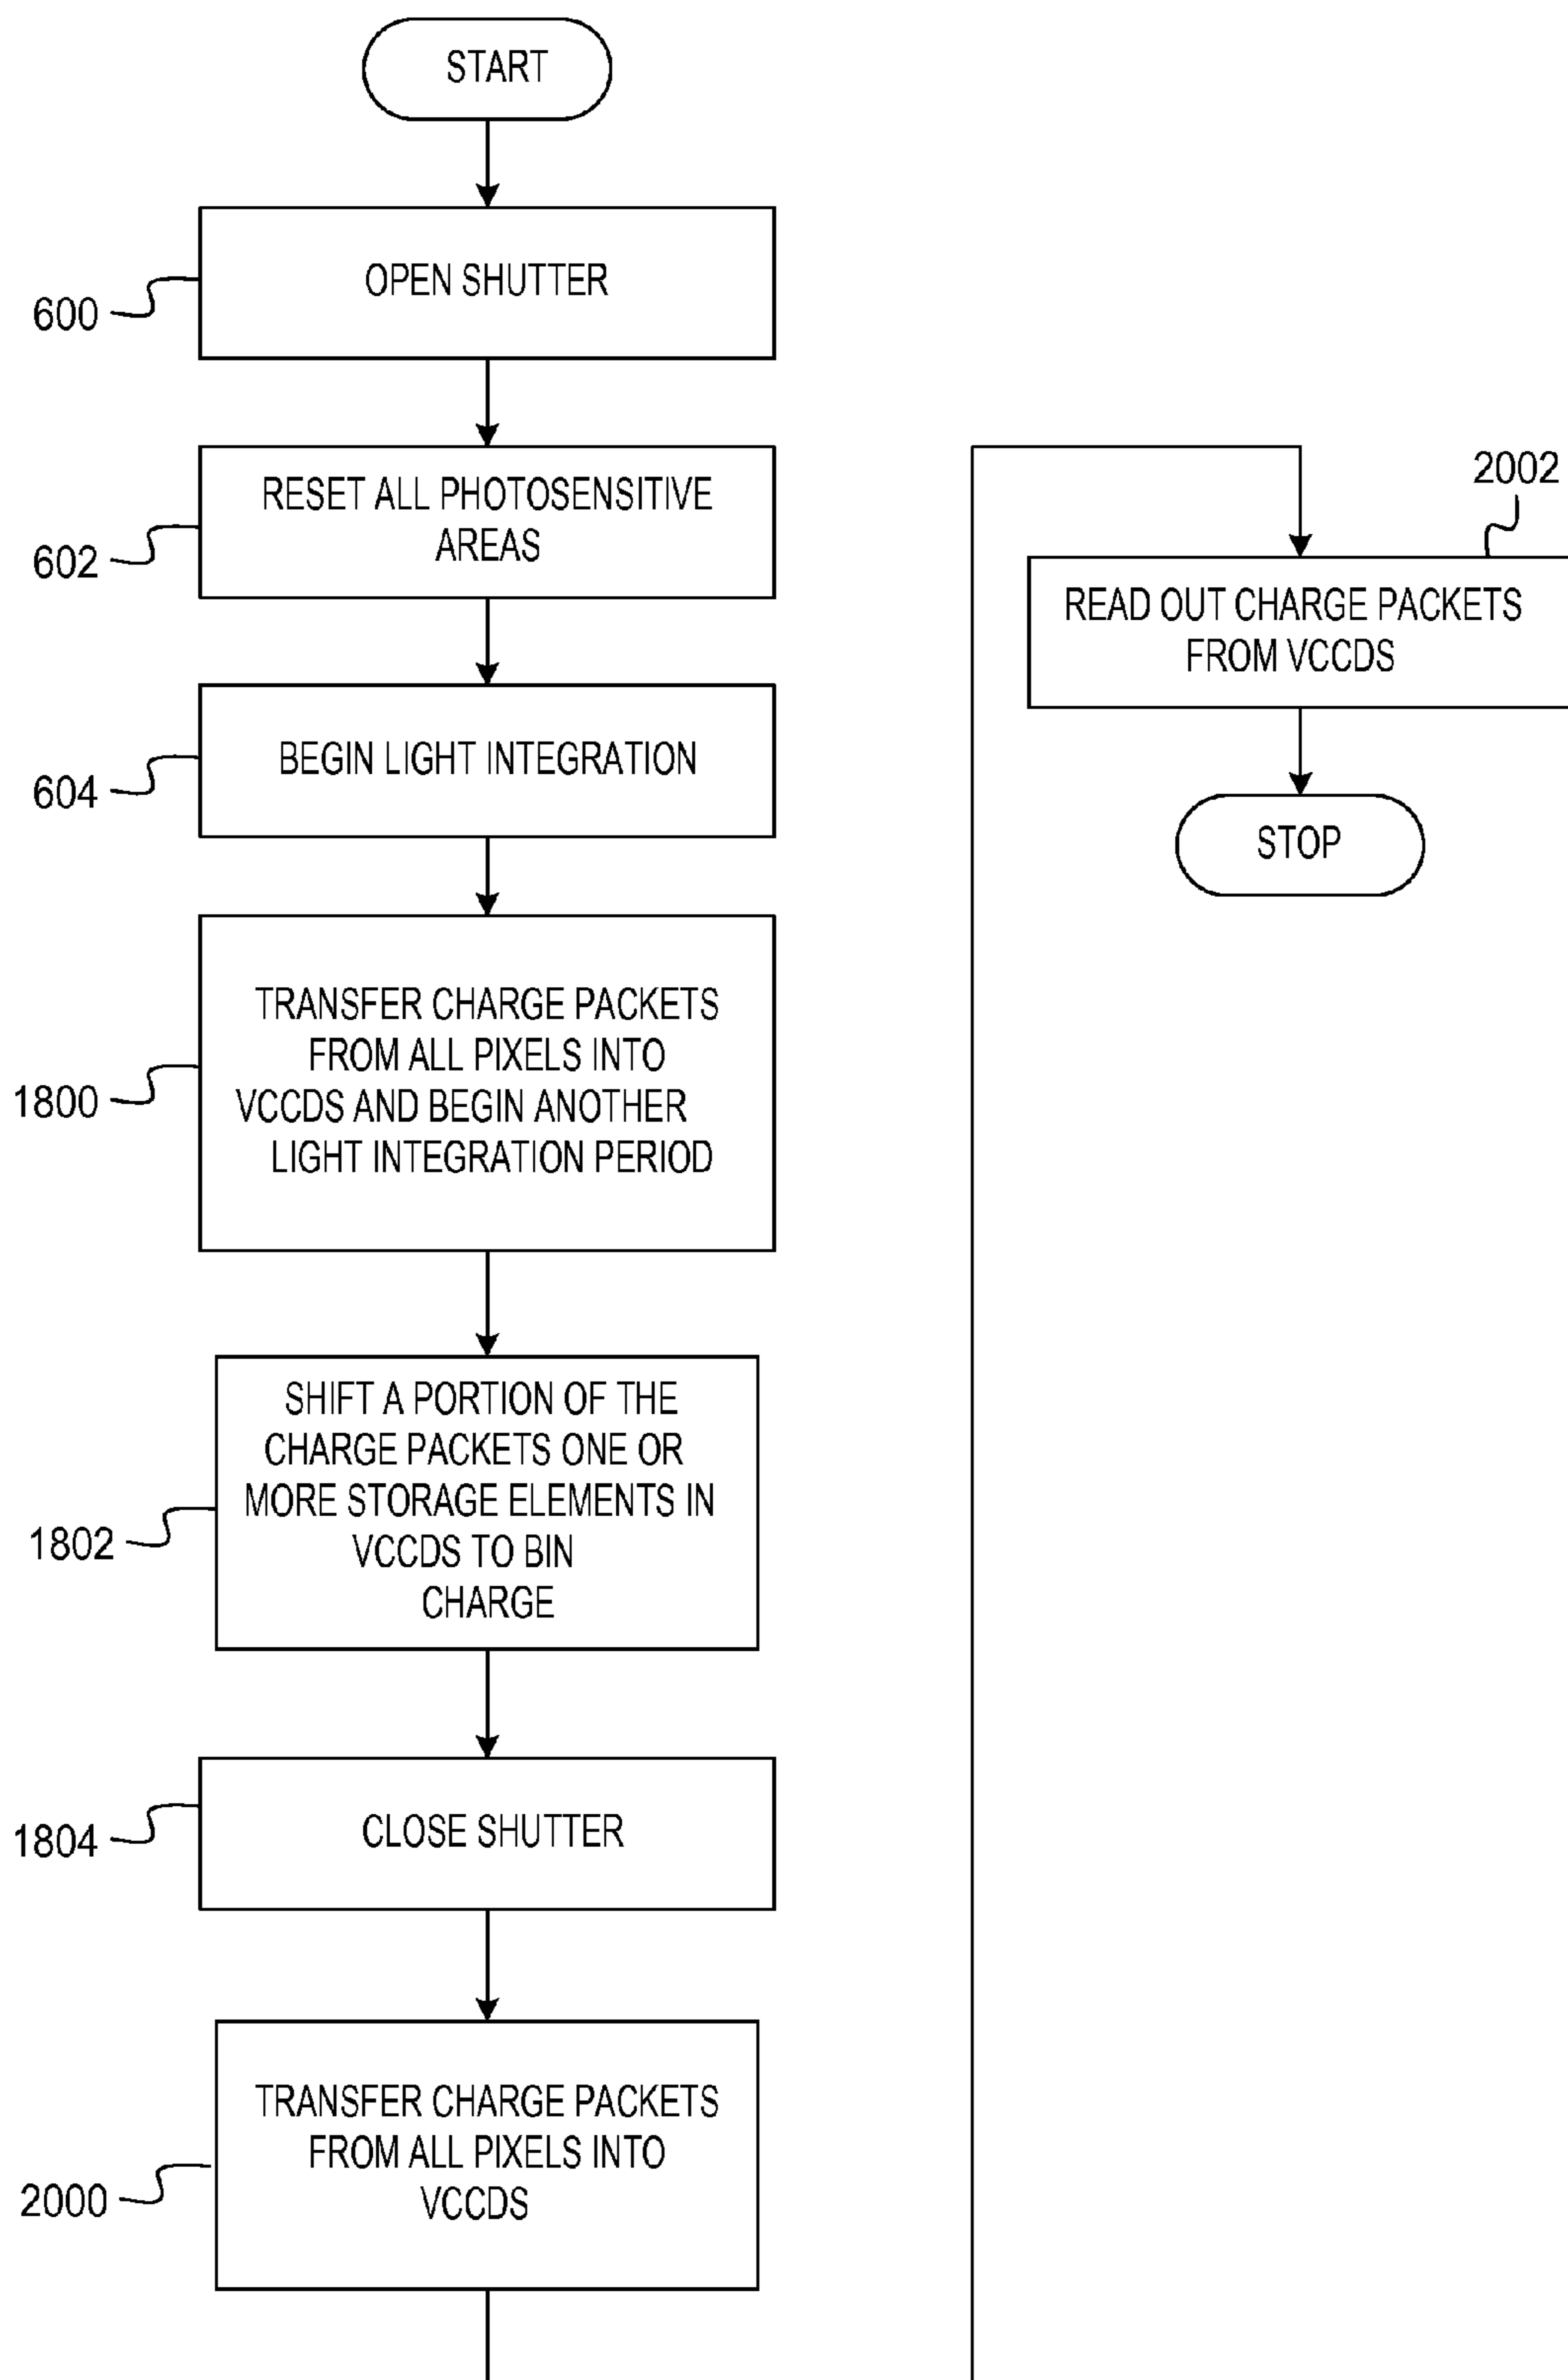 START
OPEN SHUTTER
600
RESET ALL PHOTOSENSITIVE
AREAS
602
BEGIN LIGHT INTEGRATION
604
TRANSFER CHARGE PACKETS
FROM ALL PIXELS INTO
VCCDS AND BEGIN ANOTHER
LIGHT INTEGRATION PERIOD
1800
SHIFT A PORTION OF THE
CHARGE PACKETS ONE OR
MORE STORAGE ELEMENTS IN
VCCDS TO BIN
CHARGE
1802
CLOSE SHUTTER
1804
TRANSFER CHARGE PACKETS
FROM ALL PIXELS INTO
VCCDS
2000
2002
READ OUT CHARGE PACKETS
FROM VCCDS
STOP